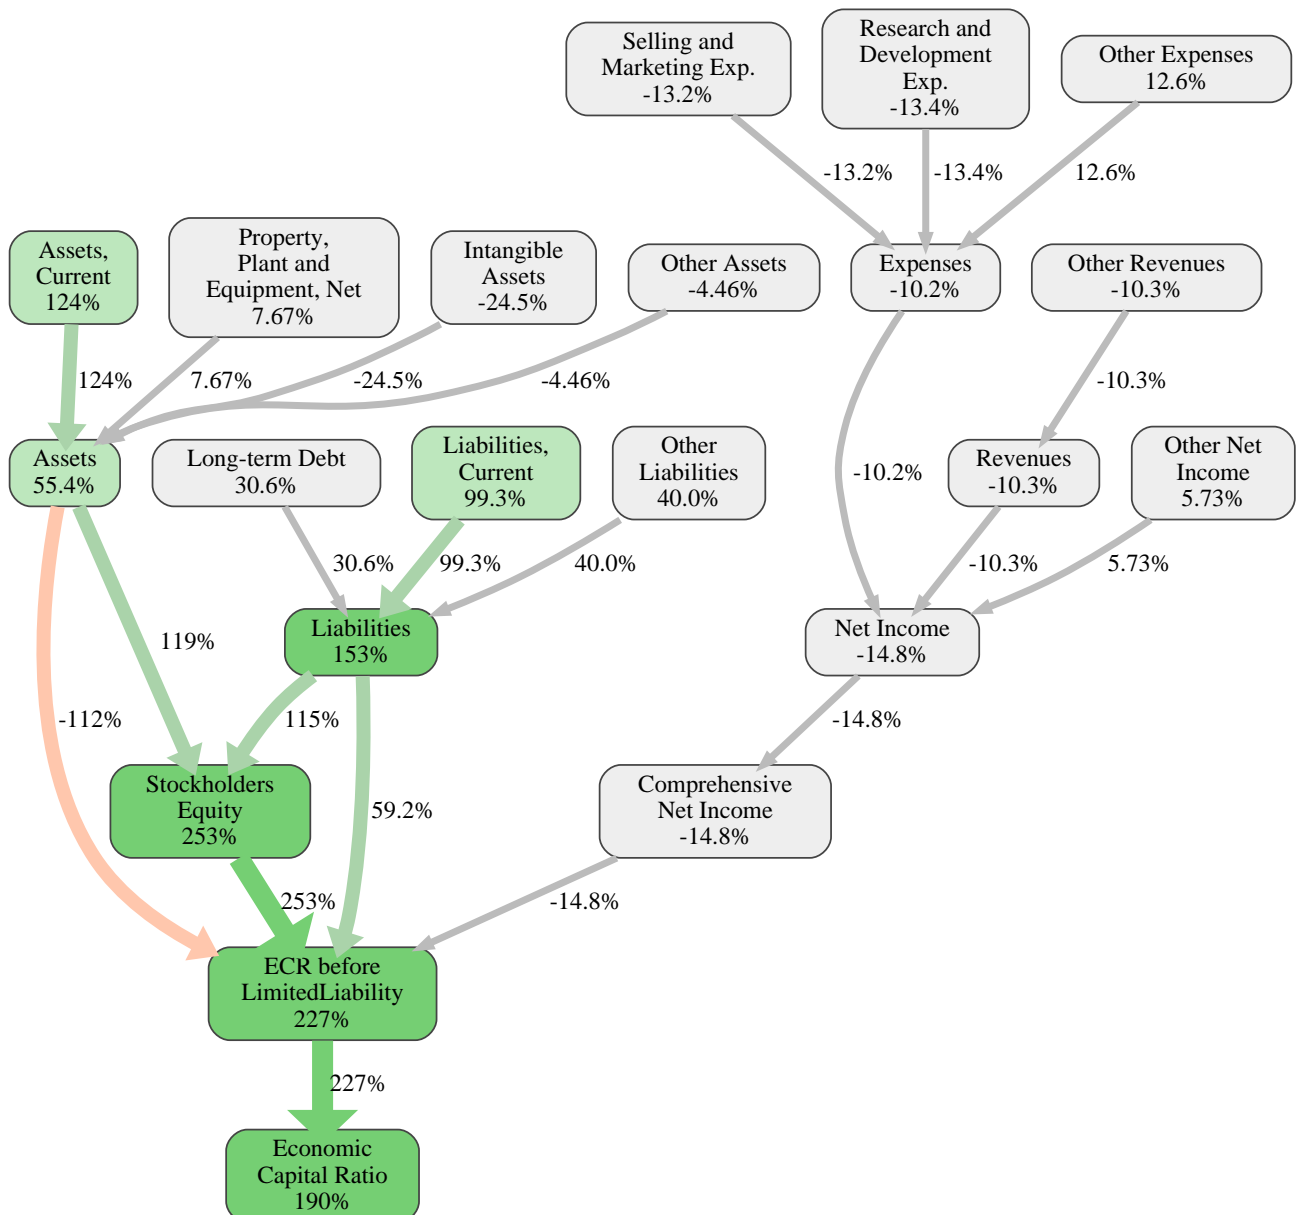 Selling and
Marketing Exp.
-13.2%
Research and
Development
Exp.
-13.4%
Other Expenses
12.6%
-13.2%
-13.4%
12.6%
Assets,
Current
124%
Property,
Plant and
Equipment, Net
7.67%
Intangible
Assets
-24.5%
Other Assets
-4.46%
Expenses
-10.2%
Other Revenues
-10.3%
124%
7.67%
-24.5%
-4.46%
-10.3%
Assets
55.4%
Long-term Debt
30.6%
Liabilities,
Current
99.3%
Other
Liabilities
40.0%
-10.2%
Revenues
-10.3%
Other Net
Income
5.73%
30.6%
99.3%
40.0%
-10.3%
5.73%
119%
Liabilities
153%
Net Income
-14.8%
-112%
115%
-14.8%
Stockholders
Equity
253%
59.2%
Comprehensive
Net Income
-14.8%
253%
-14.8%
ECR before
LimitedLiability
227%
227%
Economic
Capital Ratio
190%